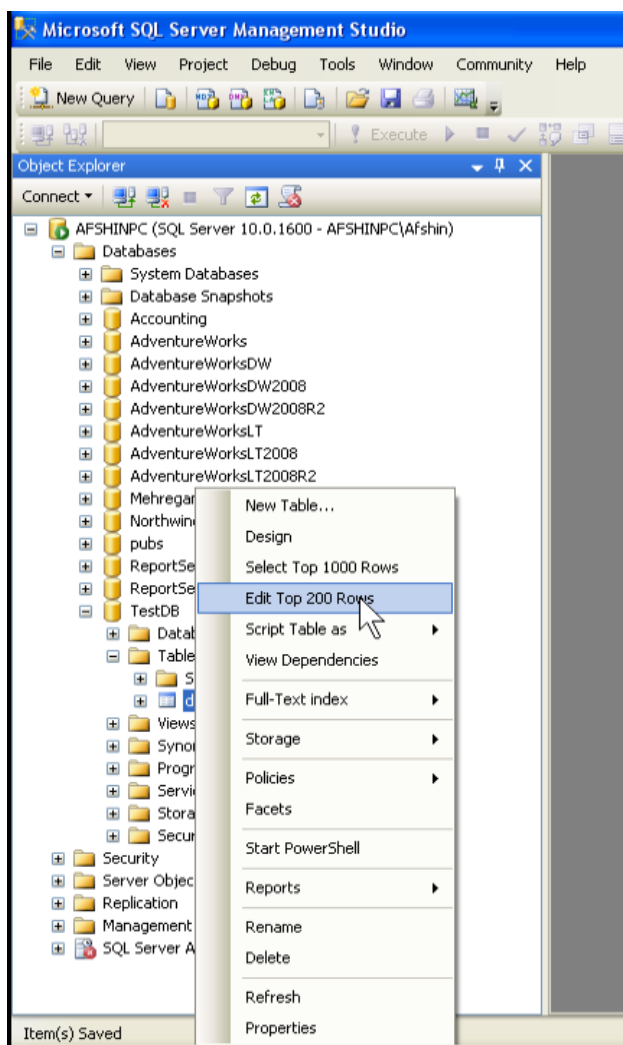 Microsoft SQL Server Management Studio
File Edit View Project Debug Tools Window Community Help
New Query
Execute
Object Explorer
Connect
AFSHINPC (SQL Server 10.0.1600 - AFSHINPC\Afshin)
Databases
System Databases
Database Snapshots
Accounting
AdventureWorks
AdventureWorksDW
AdventureWorksDW2008
AdventureWorksDW2008R2
AdventureWorksLT
AdventureWorksLT2008
AdventureWorksLT2008R2
Mehregar
Northwin
pubs
ReportSe
ReportSe
TestDB
Datab
Table
S
d
Views
Synor
Progr
Servi
Stora
Secur
Security
Server Objec
Replication
Management
SQL Server A
New Table...
Design
Select Top 1000 Rows
Edit Top 200 Rows
Script Table as
View Dependencies
Full-Text index
Storage
Policies
Facets
Start PowerShell
Reports
Rename
Delete
Refresh
Properties
Item(s) Saved